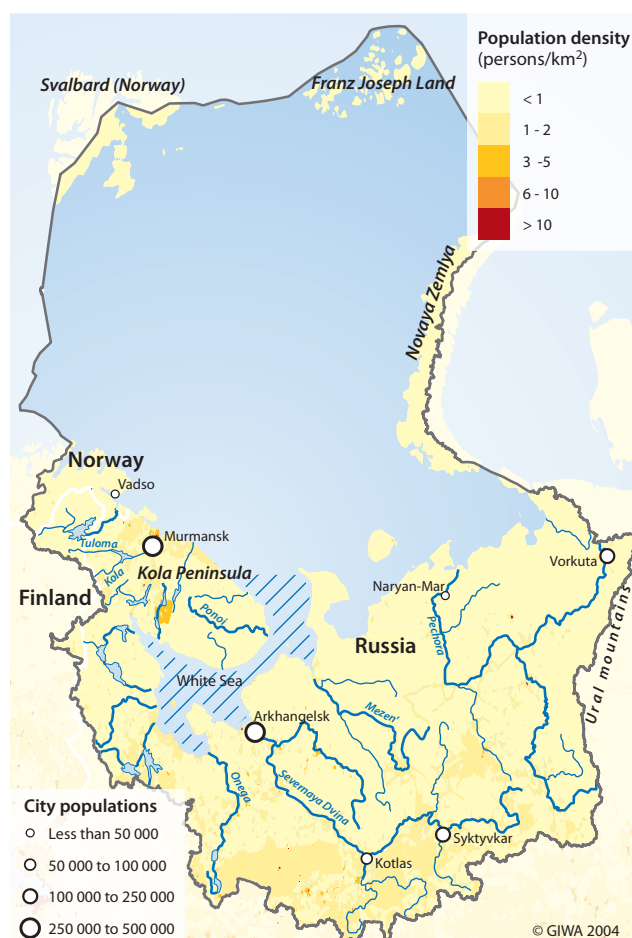 Population density
(persons/km²)
< 1
1 - 2
3 -5
6 - 10
> 10
Svalbard (Norway)
Franz Joseph Land
Novaya Zemlya
Norway
Vadso
Murmansk
Tuloma
Kola
Kola Peninsula
Finland
Ponoi
Vorkuta
Naryan-Mar
Pechora
Russia
Ural mountains
White Sea
Arkhangelsk
Mezen'
Onega
Severnaya Dvina
Syktyvkar
Kotlas
City populations
Less than 50 000
50 000 to 100 000
100 000 to 250 000
250 000 to 500 000
© GIWA 2004